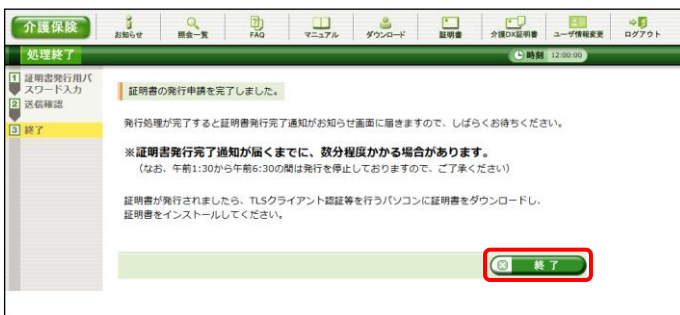 介護保険
お知らせ
照会一覧
FAQ
マニュアル
ダウンロード
証明書
介護DX証明書
ユーザ情報変更
ログアウト
処理終了
時刻 12:00:00
1 証明書発行用パ
スワード入力
2 送信確認
3 終了
証明書の発行申請を完了しました。
発行処理が完了すると証明書発行完了通知がお知らせ画面に届きますので、しばらくお待ちください。
※証明書発行完了通知が届くまでに、数分程度かかる場合があります。
（なお、午前1:30から午前6:30の間は発行を停止しておりますので、ご了承ください）
証明書が発行されましたら、TLSクライアント認証等を行うパソコンに証明書をダウンロードし、
証明書をインストールしてください。
終了